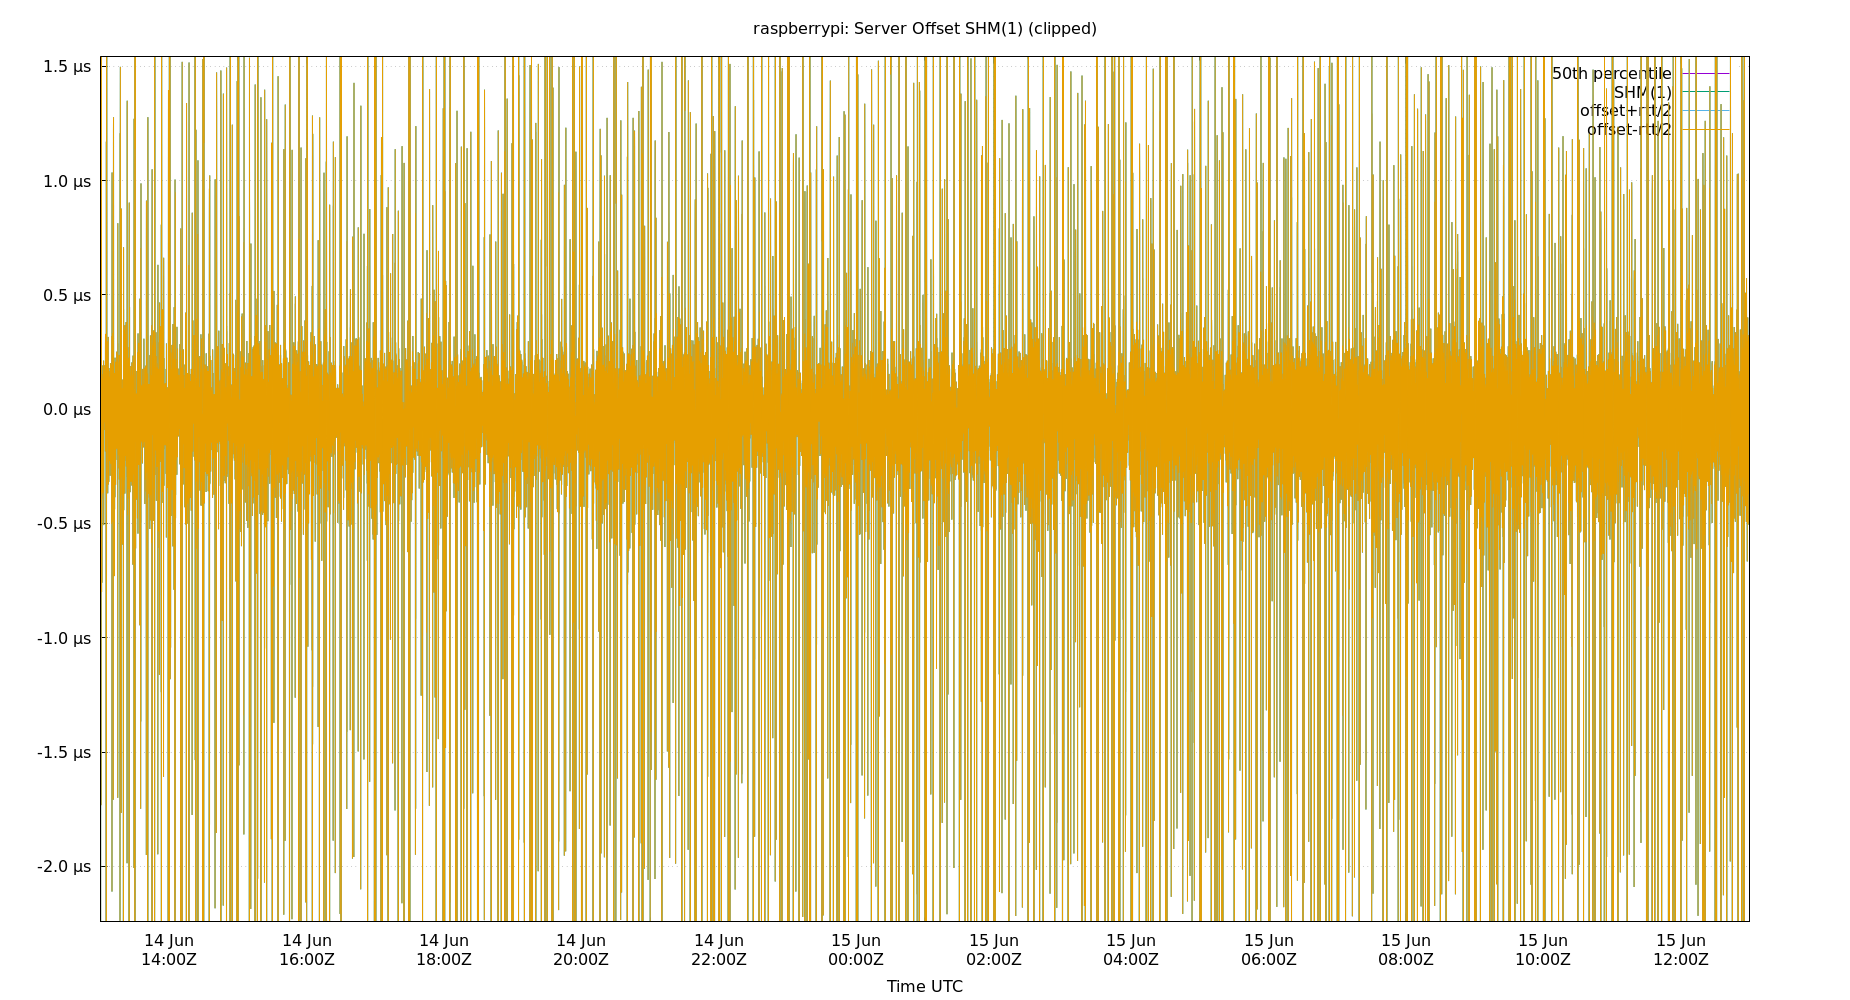 raspberrypi: Server Offset SHM(1) (clipped)
1.5 µs
1.0 µs
0.5 µs
0.0 µs
-0.5 µs
-1.0 µs
-1.5 µs
-2.0 µs
50th percentile
SHM(1)
offset+rtt/2
offset-rtt/2
14 Jun 14 Jun 14 Jun 14 Jun 14 Jun 15 Jun 15 Jun 15 Jun 15 Jun 15 Jun 15 Jun 15 Jun
14:00Z 16:00Z 18:00Z 20:00Z 22:00Z 00:00Z 02:00Z 04:00Z 06:00Z 08:00Z 10:00Z 12:00Z
Time UTC